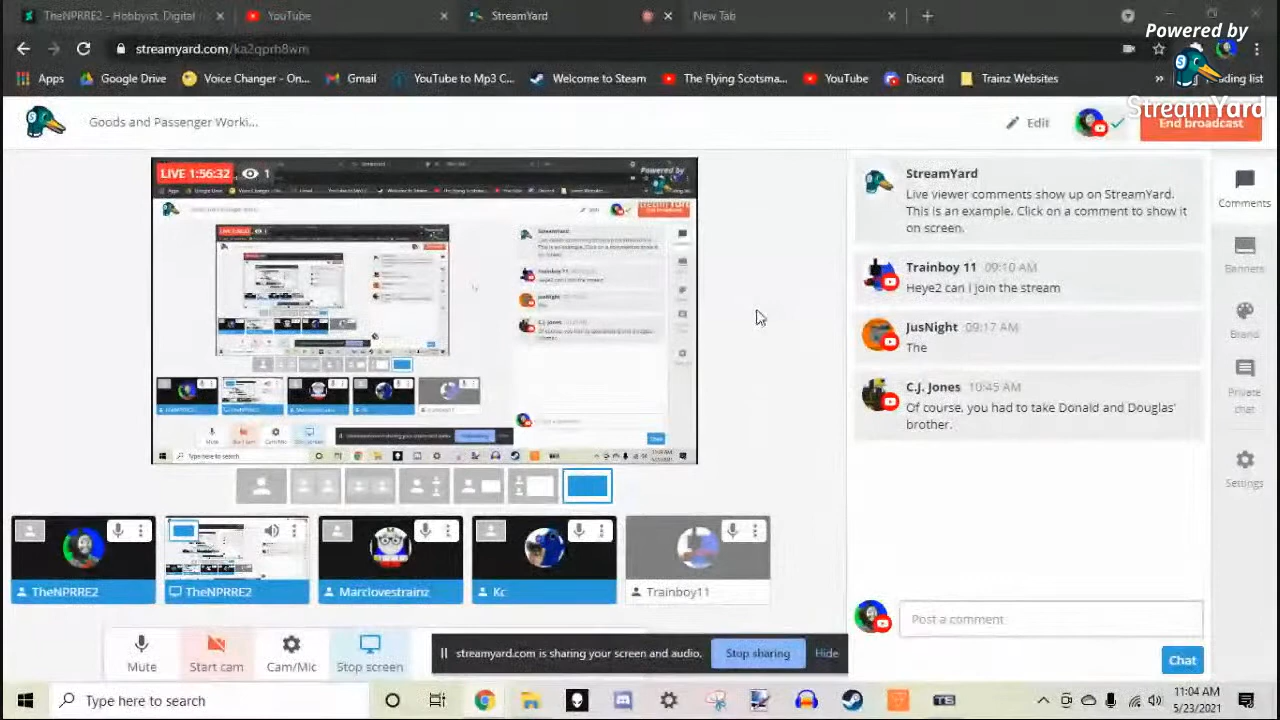 TheNPRRE2 - Hobbyist, Digital
YouTube
StreamYard
New Tab
Powered by
streamyard.com/ka2qprh8wm
Apps
Google Drive
Voice Changer - On...
Gmail
YouTube to Mp3 C...
Welcome to Steam
The Flying Scotsma...
YouTube
Discord
Trainz Websites
»
Reading list
StreamYard
Goods and Passenger Worki...
Edit
End broadcast
LIVE 1:56:32
1
StreamYard
Live viewer comments show up on StreamYard.
This is an example. Click on a comment to show it
Trainboy 11 09:10 AM
Heye2 can I join the stream
JusNight
The
C.J. Jones 10:45 AM
Of course, you had to take Donald and Douglas'
brother.
Comments
Banners
Brand
Private
chat
Settings
TheNPRRE2
TheNPRRE2
Marclovestrainz
Kc
Trainboy11
Post a comment
Chat
Mute
Start cam
Cam/Mic
Stop screen
streamyard.com is sharing your screen and audio.
Stop sharing
Hide
Type here to search
11:04 AM
5/23/2021